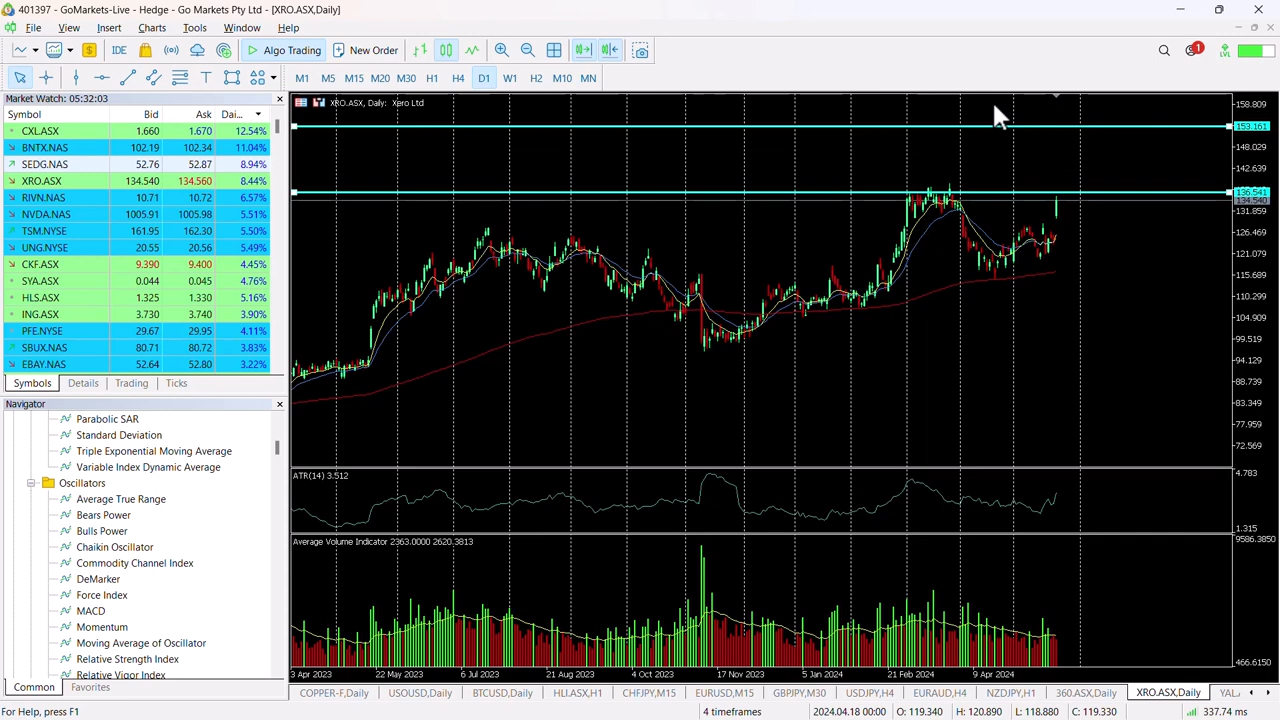 401397 - GoMarkets-Live - Hedge - Go Markets Pty Ltd - [XRO.ASX,Daily]
File View Insert Charts Tools Window Help
IDE Algo Trading New Order 1 LVL
M1 M5 M15 M20 M30 H1 H4 D1 W1 H2 M10 MN
Market Watch: 05:32:03
Symbol Bid Ask Dai...
CXL.ASX 1.660 1.670 12.54%
BNTX.NAS 102.19 102.34 11.04%
SEDG.NAS 52.76 52.87 8.94%
XRO.ASX 134.540 134.560 8.44%
RIVN.NAS 10.71 10.72 6.57%
NVDA.NAS 1005.91 1005.98 5.51%
TSM.NYSE 161.95 162.30 5.50%
UNG.NYSE 20.55 20.56 5.49%
CKF.ASX 9.390 9.400 4.45%
SYA.ASX 0.044 0.045 4.76%
HLS.ASX 1.325 1.330 5.16%
ING.ASX 3.730 3.740 3.90%
PFE.NYSE 29.67 29.95 4.11%
SBUX.NAS 80.71 80.72 3.83%
EBAY.NAS 52.64 52.80 3.22%
Symbols Details Trading Ticks
Navigator
Parabolic SAR
Standard Deviation
Triple Exponential Moving Average
Variable Index Dynamic Average
Oscillators
Average True Range
Bears Power
Bulls Power
Chaikin Oscillator
Commodity Channel Index
DeMarker
Force Index
MACD
Momentum
Moving Average of Oscillator
Relative Strength Index
Relative Vigor Index
Common Favorites
XRO.ASX, Daily: Xero Ltd
158.809
153.161
148.029
142.639
136.541
134.540
131.859
126.469
121.079
115.689
110.299
104.909
99.519
94.129
88.739
83.349
77.959
72.569
ATR(14) 3.512
4.783
1.315
Average Volume Indicator 2363.0000 2620.3813
9586.3850
466.6150
3 Apr 2023 22 May 2023 6 Jul 2023 21 Aug 2023 4 Oct 2023 17 Nov 2023 5 Jan 2024 21 Feb 2024 9 Apr 2024
COPPER-F,Daily USOUSD,Daily BTCUSD,Daily HLI.ASX,H1 CHFJPY,M15 EURUSD,M15 GBPJPY,M30 USDJPY,H4 EURAUD,H4 NZDJPY,H1 360.ASX,Daily XRO.ASX,Daily
For Help, press F1 4 timeframes 2024.04.18 00:00 O: 119.340 H: 120.890 L: 118.880 C: 119.330 337.74 ms